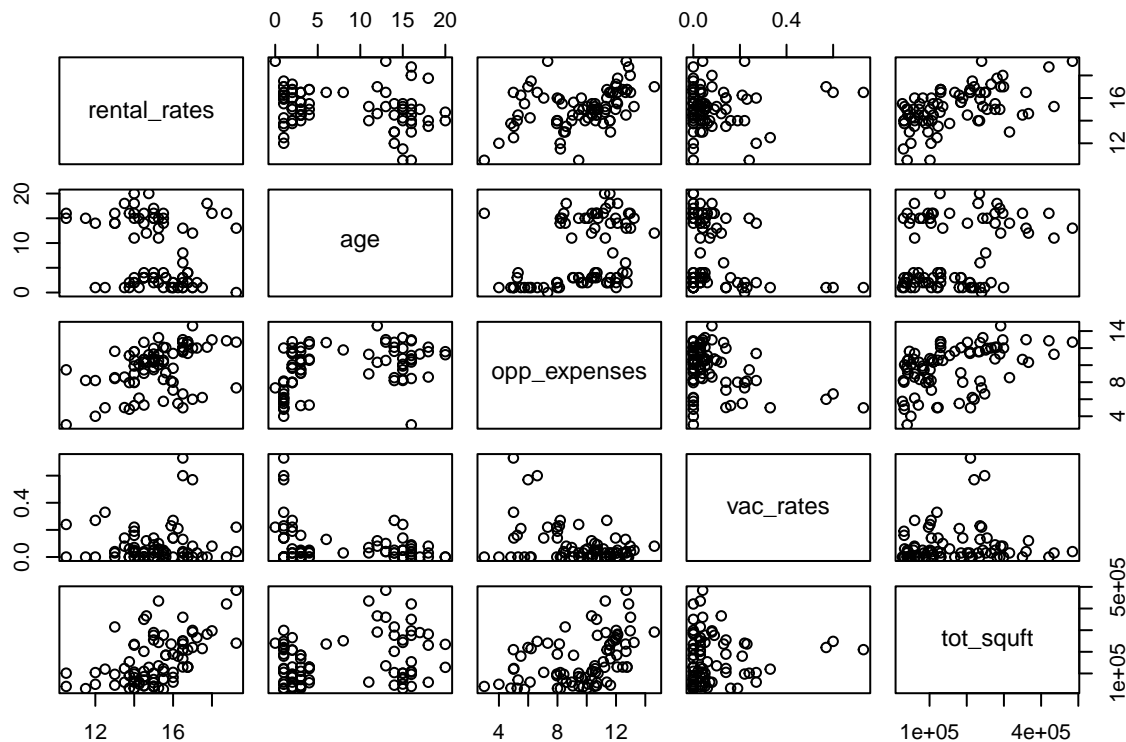 0 5 10 15 20 0.0 0.4
rental_rates 12 16
0 10 20 age
opp_expenses 4 8 14
0.0 0.4 vac_rates
tot_squft 1e+05 5e+05
12 16 4 8 12 1e+05 4e+05